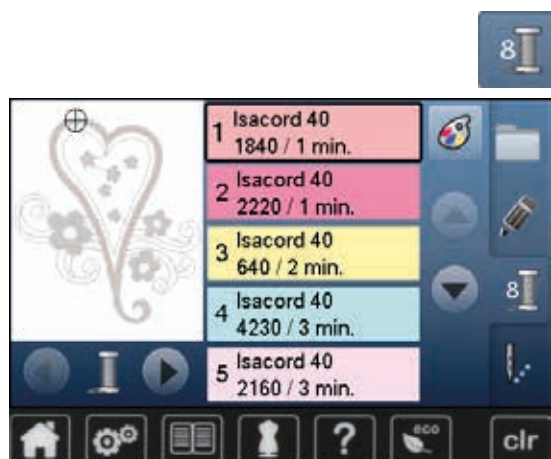 8
1 Isacord 40
1840 / 1 min.
2 Isacord 40
2220 / 1 min.
3 Isacord 40
640 / 2 min.
4 Isacord 40
4230 / 3 min.
5 Isacord 40
2160 / 3 min.
8
?
eco
clr